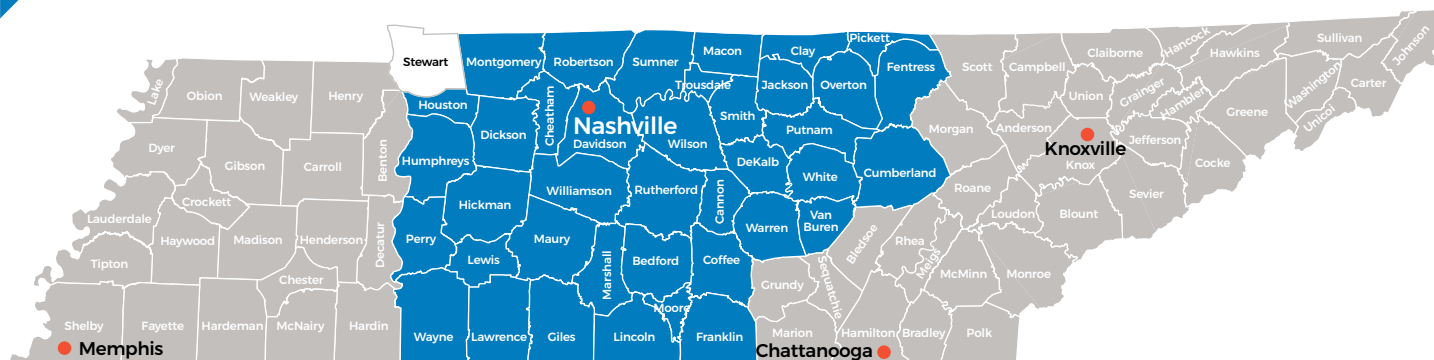 Stewart
Montgomery
Robertson
Sumner
Macon
Clay
Pickett
Fentress
Scott
Campbell
Claiborne
Hancock
Hawkins
Sullivan
Johnson
Lake
Obion
Weakley
Henry
Houston
Cheatham
Trousdale
Jackson
Overton
Union
Grainger
Hamblen
Washington
Carter
Unicoi
Greene
Dickson
Nashville
Davidson
Wilson
Smith
Putnam
Morgan
Anderson
Knoxville
Knox
Jefferson
Cocke
Dyer
Gibson
Carroll
Benton
Humphreys
DeKalb
White
Cumberland
Roane
Loudon
Blount
Sevier
Crockett
Lauderdale
Haywood
Madison
Henderson
Decatur
Perry
Hickman
Williamson
Rutherford
Cannon
Warren
Van
Buren
Bledsoe
Rhea
Meigs
McMinn
Monroe
Tipton
Chester
Lewis
Maury
Marshall
Bedford
Coffee
Grundy
Sequatchie
Shelby
Fayette
Hardeman
McNairy
Hardin
Wayne
Lawrence
Giles
Lincoln
Moore
Franklin
Marion
Hamilton
Bradley
Polk
Memphis
Chattanooga